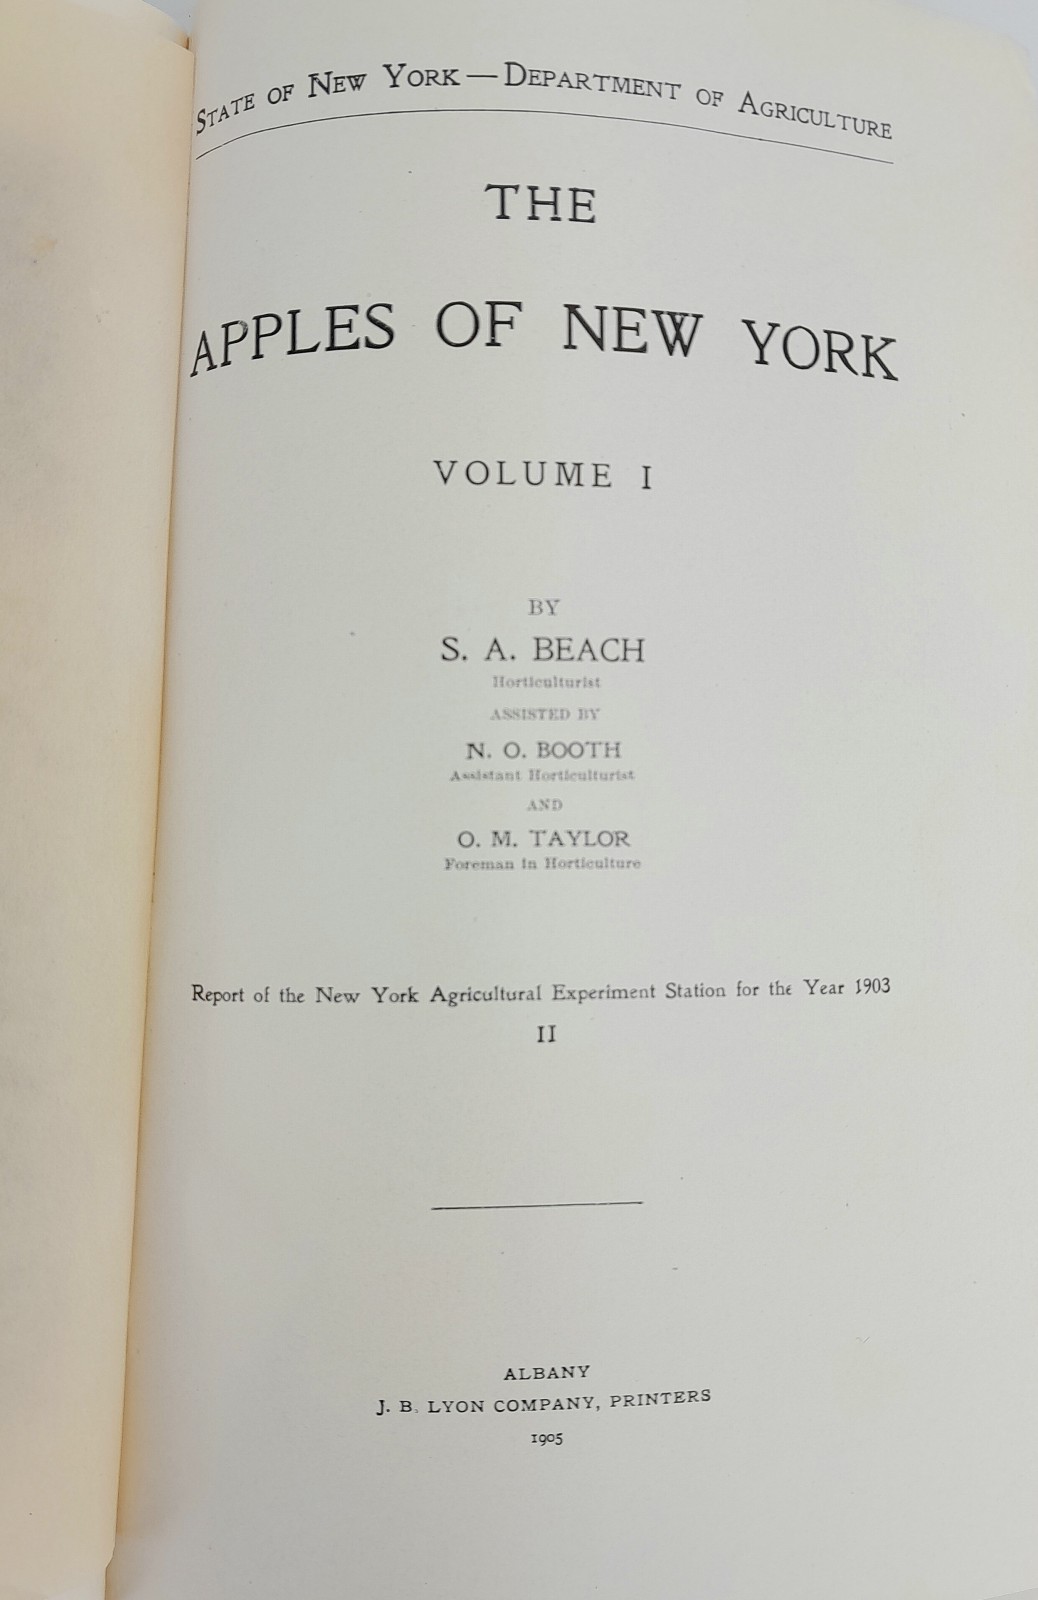 STATE OF NEW YORK — DEPARTMENT OF AGRICULTURE
THE
APPLES OF NEW YORK
VOLUME I
BY
S. A. BEACH
Horticulturist
ASSISTED BY
N. O. BOOTH
Assistant Horticulturist
AND
O. M. TAYLOR
Foreman in Horticulture
Report of the New York Agricultural Experiment Station for the Year 1903
II
ALBANY
J. B. LYON COMPANY, PRINTERS
1905